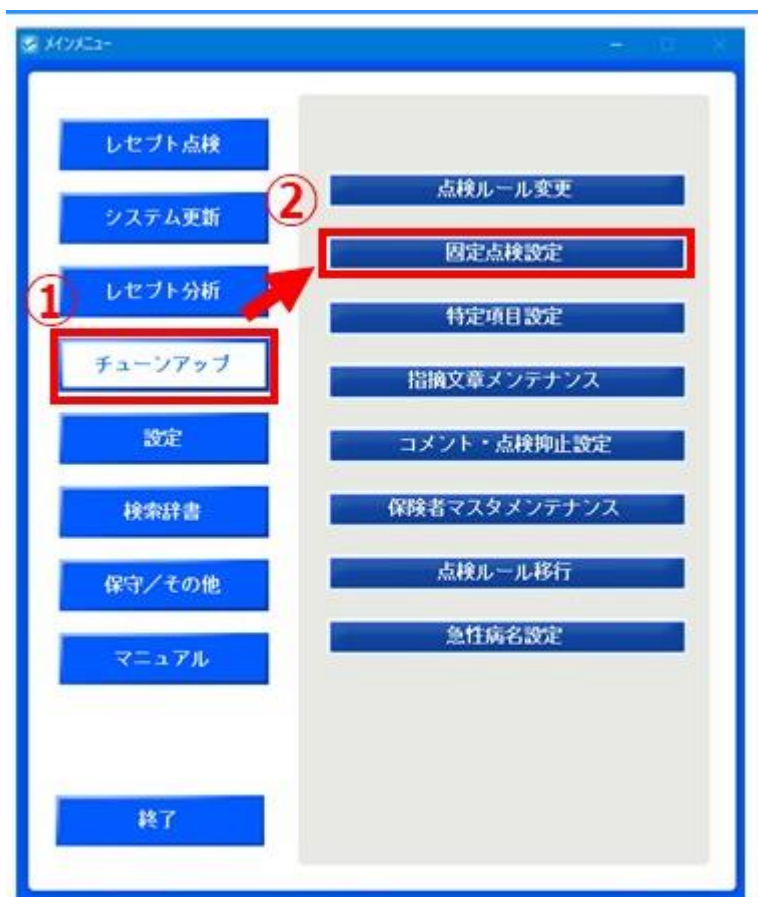 メインメニュー
レセプト点検
システム更新
レセプト分析
チューンアップ
設定
検索辞書
保守/その他
マニュアル
終了
①
②
点検ルール変更
固定点検設定
特定項目設定
指摘文章メンテナンス
コメント・点検抑止設定
保険者マスタメンテナンス
点検ルール移行
急性病名設定